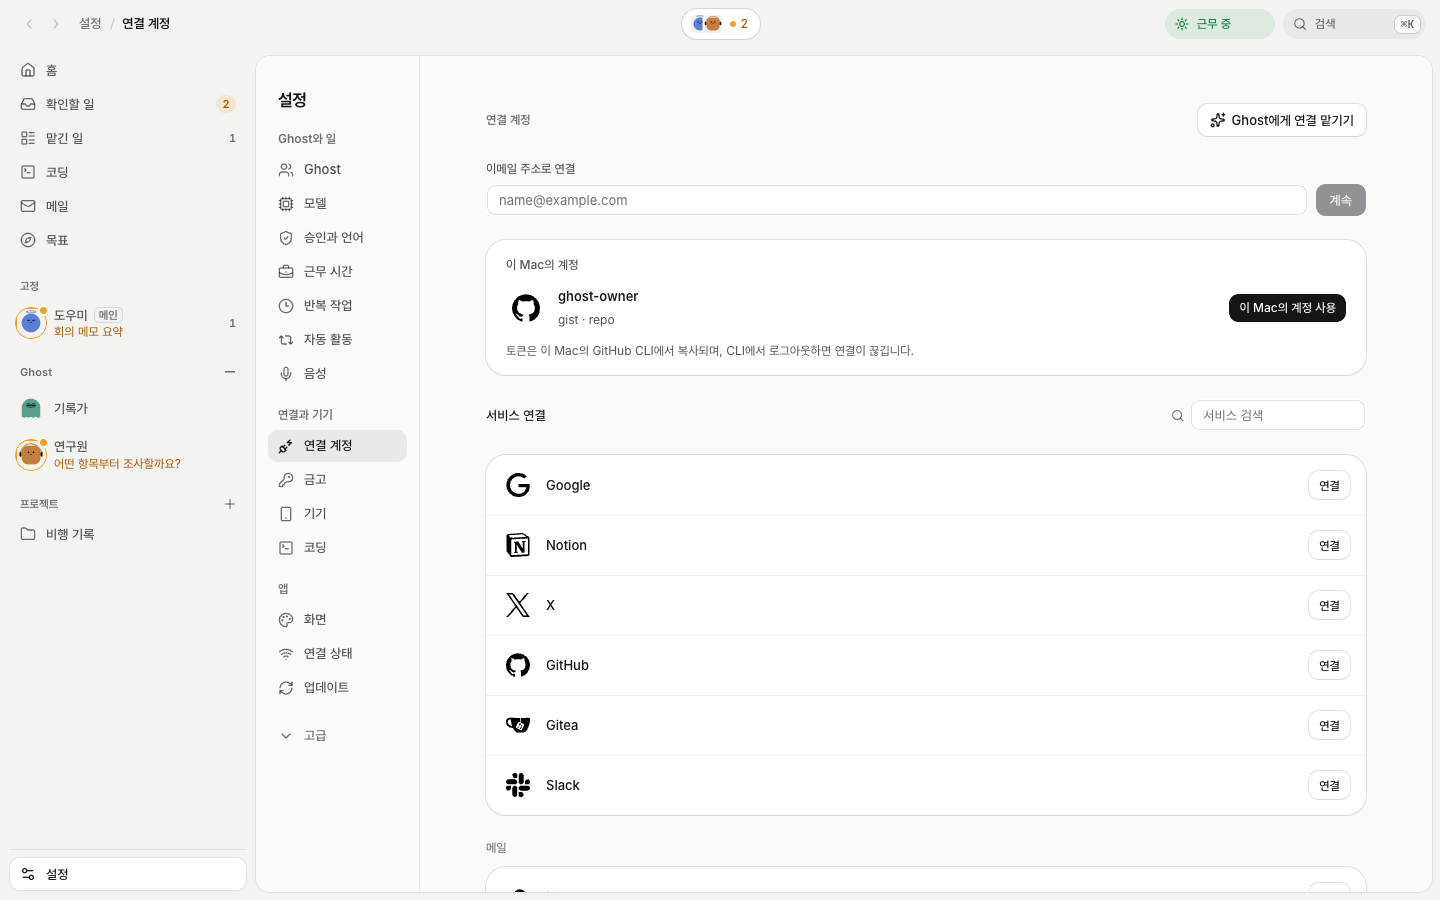 설정 / 연결 계정
2
근무 중
검색
⌘K
홈
확인할 일
2
맡긴 일
1
코딩
메일
목표
고정
도우미 메인
회의 메모 요약
1
Ghost
기록가
연구원
어떤 항목부터 조사할까요?
프로젝트
비행 기록
설정
설정
Ghost와 일
Ghost
모델
승인과 언어
근무 시간
반복 작업
자동 활동
음성
연결과 기기
연결 계정
금고
기기
코딩
앱
화면
연결 상태
업데이트
고급
연결 계정
Ghost에게 연결 맡기기
이메일 주소로 연결
name@example.com
계속
이 Mac의 계정
ghost-owner
gist · repo
이 Mac의 계정 사용
토큰은 이 Mac의 GitHub CLI에서 복사되며, CLI에서 로그아웃하면 연결이 끊깁니다.
서비스 연결
서비스 검색
Google
연결
Notion
연결
X
연결
GitHub
연결
Gitea
연결
Slack
연결
메일